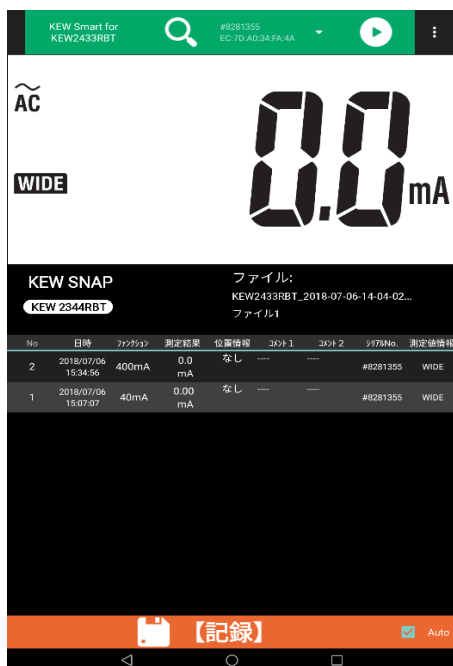 KEW Smart for
KEW2433RBT
#8281355
EC:7D:A0:34:FA:4A
AC
WIDE
0.0 mA
KEW SNAP
KEW 2344RBT
ファイル:
KEW2433RBT_2018-07-06-14-04-02...
ファイル1
No 日時 ファンクション 測定結果 位置情報 コメント1 コメント2 シリアルNo. 測定値情報
2 2018/07/06 15:34:56 400mA 0.0 mA なし ---- ---- #8281355 WIDE
1 2018/07/06 15:07:07 40mA 0.00 mA なし ---- ---- #8281355 WIDE
【記録】
Auto